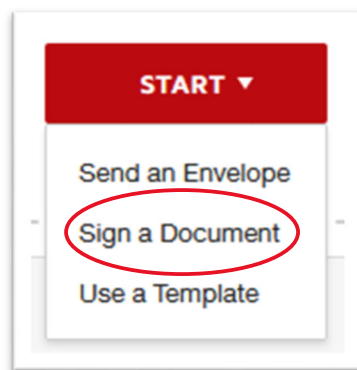 START ▼
Send an Envelope
Sign a Document
Use a Template